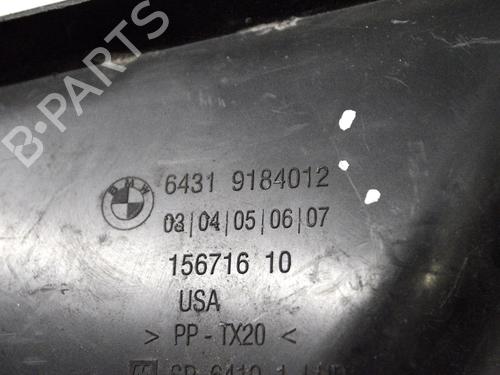 B-PARTS
BMW
6431 9184012
03|04|05|06|07
156716 10
USA
> PP - TX20 <